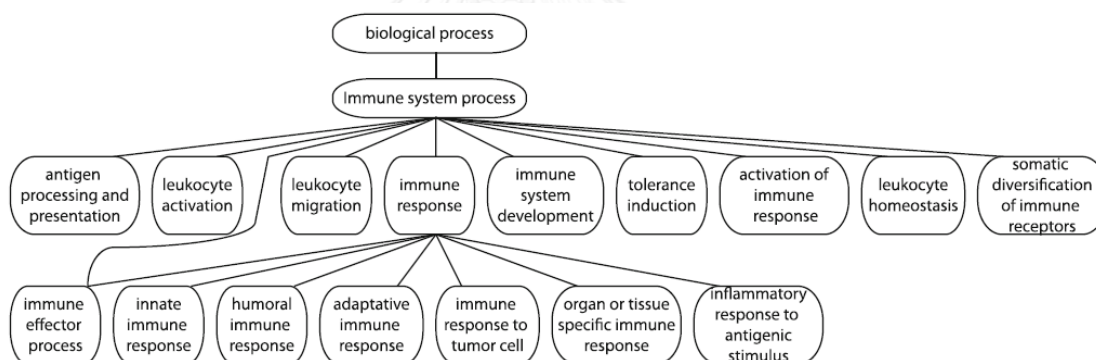 biological process
Immune system process
antigen
processing and
presentation
leukocyte
activation
leukocyte
migration
immune
response
immune
system
development
tolerance
induction
activation of
immune
response
leukocyte
homeostasis
somatic
diversification
of immune
receptors
immune
effector
process
innate
immune
response
humoral
immune
response
adaptative
immune
response
immune
response to
tumor cell
organ or tissue
specific immune
response
inflammatory
response to
antigenic
stimulus